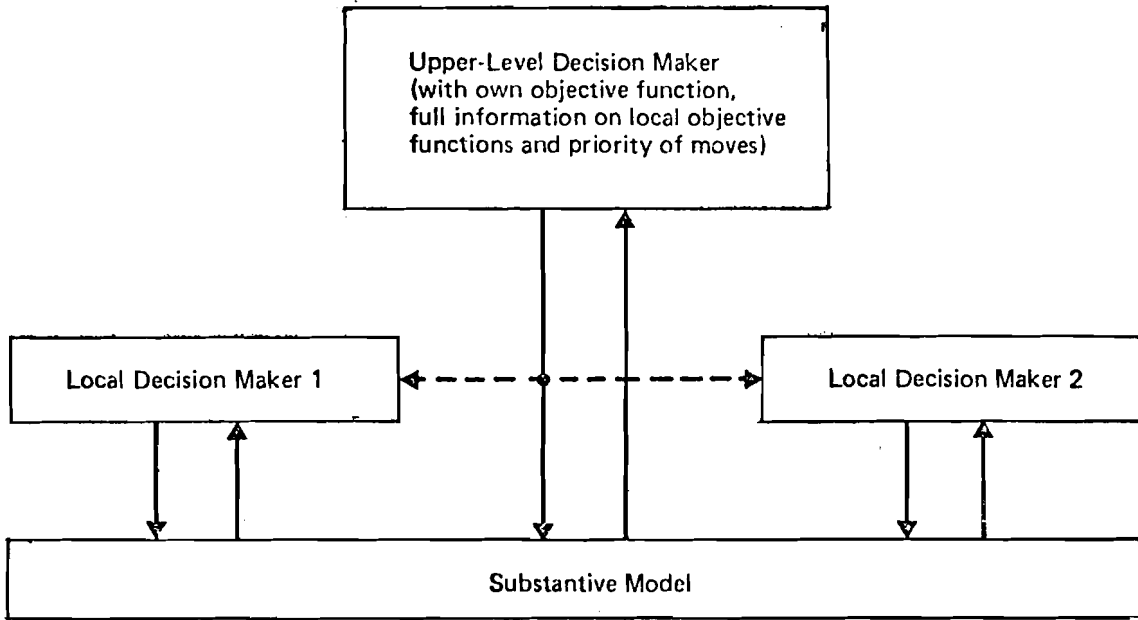 Upper-Level Decision Maker
(with own objective function,
full information on local objective
functions and priority of moves)
Local Decision Maker 1
Local Decision Maker 2
Substantive Model